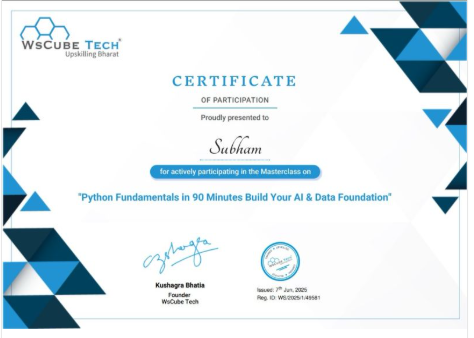 WSCUBE TECH
Upskilling Bharat
CERTIFICATE
OF PARTICIPATION
Proudly presented to
Subham
for actively participating in the Masterclass on
"Python Fundamentals in 90 Minutes Build Your AI & Data Foundation"
Kushagra Bhatia
Founder
WsCube Tech
Issued: 7th Jun, 2025
Reg. ID: WS/2025/1/49581